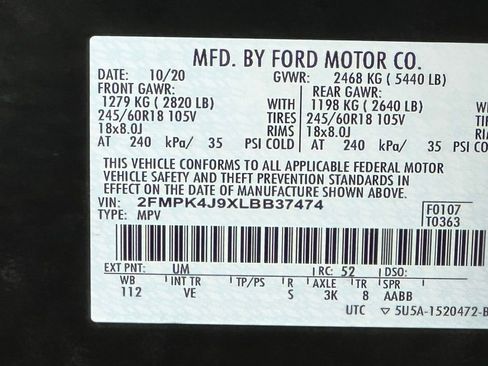 MFD. BY FORD MOTOR CO.
DATE: 10/20 GVWR: 2468 KG (5440 LB)
FRONT GAWR: REAR GAWR:
1279 KG (2820 LB) WITH 1198 KG (2640 LB) WITH
245/60R18 105V TIRES 245/60R18 105V TIRES
18x8.0J RIMS 18x8.0J RIMS
AT 240 kPa/ 35 PSI COLD AT 240 kPa/ 35 PSI COL
THIS VEHICLE CONFORMS TO ALL APPLICABLE FEDERAL MOTOR
VEHICLE SAFETY AND THEFT PREVENTION STANDARDS IN
EFFECT ON THE DATE OF MANUFACTURE SHOWN ABOVE.
VIN: 2FMPK4J9XLBB37474 F0107
TYPE: MPV T0363
EXT PNT: UM RC: 52 DSO:
WB INT TR TP/PS R AXLE TR SPR
112 VE S 3K 8 AABB
UTC ▽ 5U5A-1520472-B